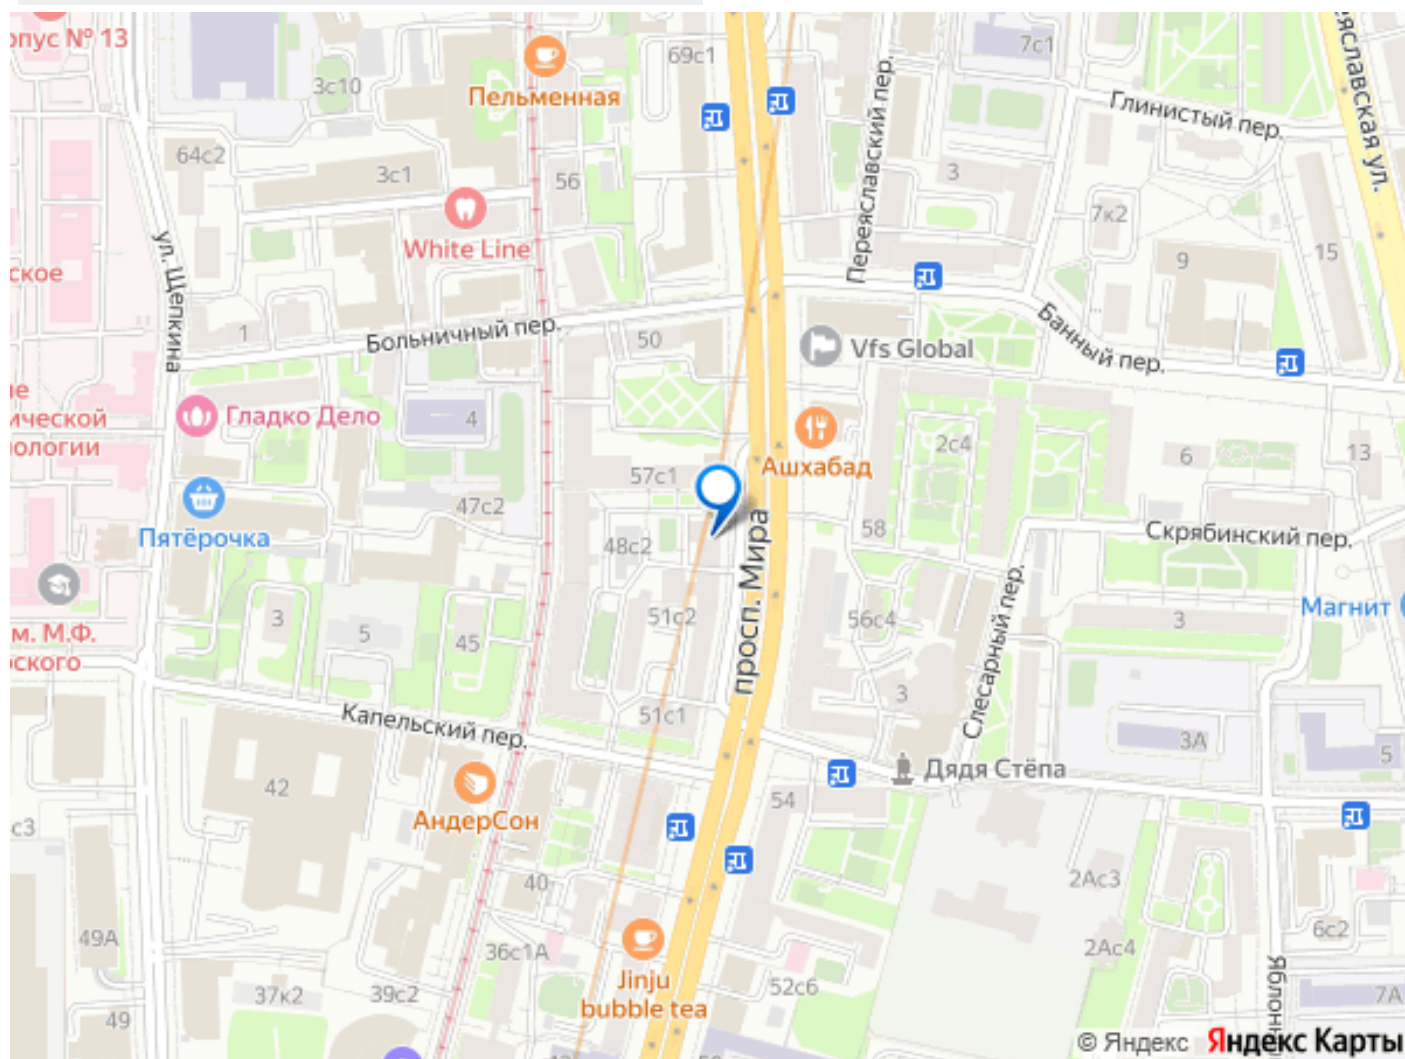 опус № 13
3с10
Пельменная
69с1
7с1
Глинистый пер.
еяславская ул.
Переяславский пер.
64с2
3с1
56
3
7к2
White Line
ул. Щепкина
ское
9
15
1
Больничный пер.
50
Vfs Global
Банный пер.
ие
ической
ологии
Гладко Дело
4
Ашхабад
2с4
6
13
57с1
Пятёрочка
47с2
48с2
58
Скрябинский пер.
просп. Мира
м. М.Ф.
ского
3
5
45
51с2
56с4
Слесарный пер.
3
Магнит
3
51с1
Капельский пер.
3А
5
42
АндерСон
Дядя Стёпа
54
с3
40
2Ас3
49А
36с1А
Jinju
bubble tea
52с6
2Ас4
6с2
37к2
39с2
49
7А
© Яндекс Яндекс Карты